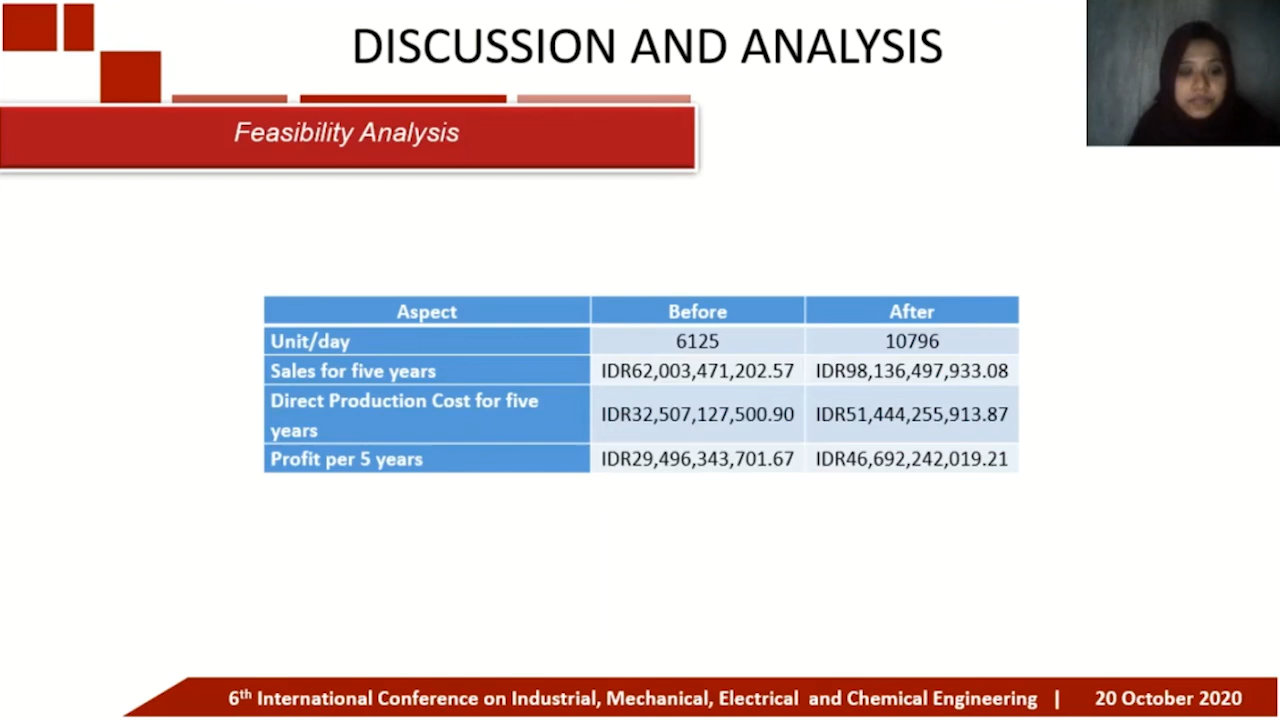 DISCUSSION AND ANALYSIS
Feasibility Analysis
Aspect Before After
Unit/day 6125 10796
Sales for five years IDR62,003,471,202.57 IDR98,136,497,933.08
Direct Production Cost for five
years IDR32,507,127,500.90 IDR51,444,255,913.87
Profit per 5 years IDR29,496,343,701.67 IDR46,692,242,019.21
6th International Conference on Industrial, Mechanical, Electrical and Chemical Engineering | 20 October 2020